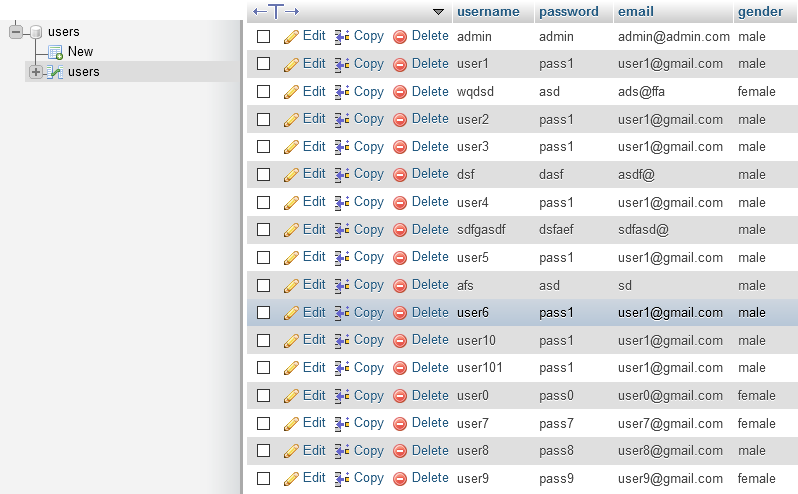 users
New
users
username password email gender
Edit Copy Delete admin admin admin@admin.com male
Edit Copy Delete user1 pass1 user1@gmail.com male
Edit Copy Delete wqdsd asd ads@ffa female
Edit Copy Delete user2 pass1 user1@gmail.com male
Edit Copy Delete user3 pass1 user1@gmail.com male
Edit Copy Delete dsf dasf asdf@ male
Edit Copy Delete user4 pass1 user1@gmail.com male
Edit Copy Delete sdfgasdf dsfaef sdfasd@ male
Edit Copy Delete user5 pass1 user1@gmail.com male
Edit Copy Delete afs asd sd male
Edit Copy Delete user6 pass1 user1@gmail.com male
Edit Copy Delete user10 pass1 user1@gmail.com male
Edit Copy Delete user101 pass1 user1@gmail.com male
Edit Copy Delete user0 pass0 user0@gmail.com female
Edit Copy Delete user7 pass7 user7@gmail.com female
Edit Copy Delete user8 pass8 user8@gmail.com male
Edit Copy Delete user9 pass9 user9@gmail.com female